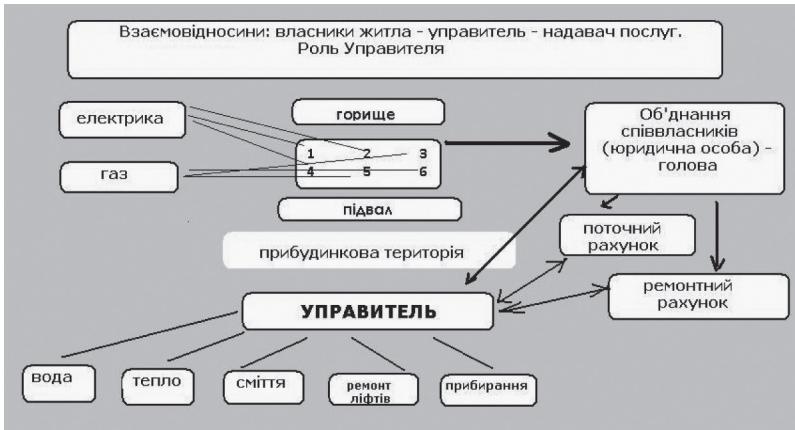 Взаємовідносини: власники житла - управитель - надавач послуг.
Роль Управителя
електрика
горище
Об'днання
співвласників
(юридична особа) -
голова
1 2 3
4 5 6
газ
підвал
поточний
рахунок
прибудинкова територія
ремонтний
рахунок
УПРАВИТЕЛЬ
вода
тепло
сміття
ремонт
ліфтів
прибирання